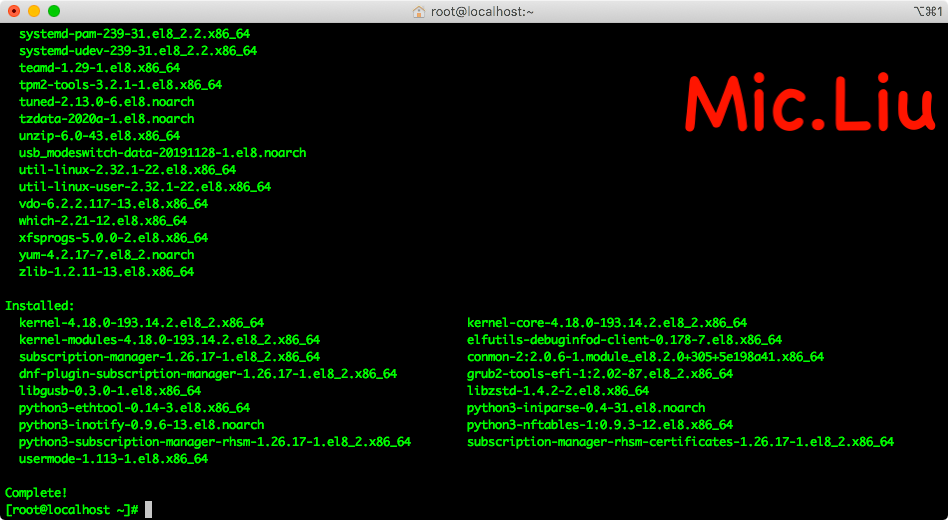 root@localhost:~
⌥⌘1
systemd-pam-239-31.el8_2.2.x86_64
systemd-udev-239-31.el8_2.2.x86_64
teamd-1.29-1.el8.x86_64
tpm2-tools-3.2.1-1.el8.x86_64
tuned-2.13.0-6.el8.noarch
tzdata-2020a-1.el8.noarch
unzip-6.0-43.el8.x86_64
usb_modeswitch-data-20191128-1.el8.noarch
util-linux-2.32.1-22.el8.x86_64
util-linux-user-2.32.1-22.el8.x86_64
vdo-6.2.2.117-13.el8.x86_64
which-2.21-12.el8.x86_64
xfsprogs-5.0.0-2.el8.x86_64
yum-4.2.17-7.el8_2.noarch
zlib-1.2.11-13.el8.x86_64
Mic.Liu
Installed:
kernel-4.18.0-193.14.2.el8_2.x86_64 kernel-core-4.18.0-193.14.2.el8_2.x86_64
kernel-modules-4.18.0-193.14.2.el8_2.x86_64 elfutils-debuginfod-client-0.178-7.el8.x86_64
subscription-manager-1.26.17-1.el8_2.x86_64 conmon-2:2.0.6-1.module_el8.2.0+305+5e198a41.x86_64
dnf-plugin-subscription-manager-1.26.17-1.el8_2.x86_64 grub2-tools-efi-1:2.02-87.el8_2.x86_64
libgusb-0.3.0-1.el8.x86_64 libzstd-1.4.2-2.el8.x86_64
python3-ethtool-0.14-3.el8.x86_64 python3-iniparse-0.4-31.el8.noarch
python3-inotify-0.9.6-13.el8.noarch python3-nftables-1:0.9.3-12.el8.x86_64
python3-subscription-manager-rhsm-1.26.17-1.el8_2.x86_64 subscription-manager-rhsm-certificates-1.26.17-1.el8_2.x86_64
usermode-1.113-1.el8.x86_64
Complete!
[root@localhost ~]#